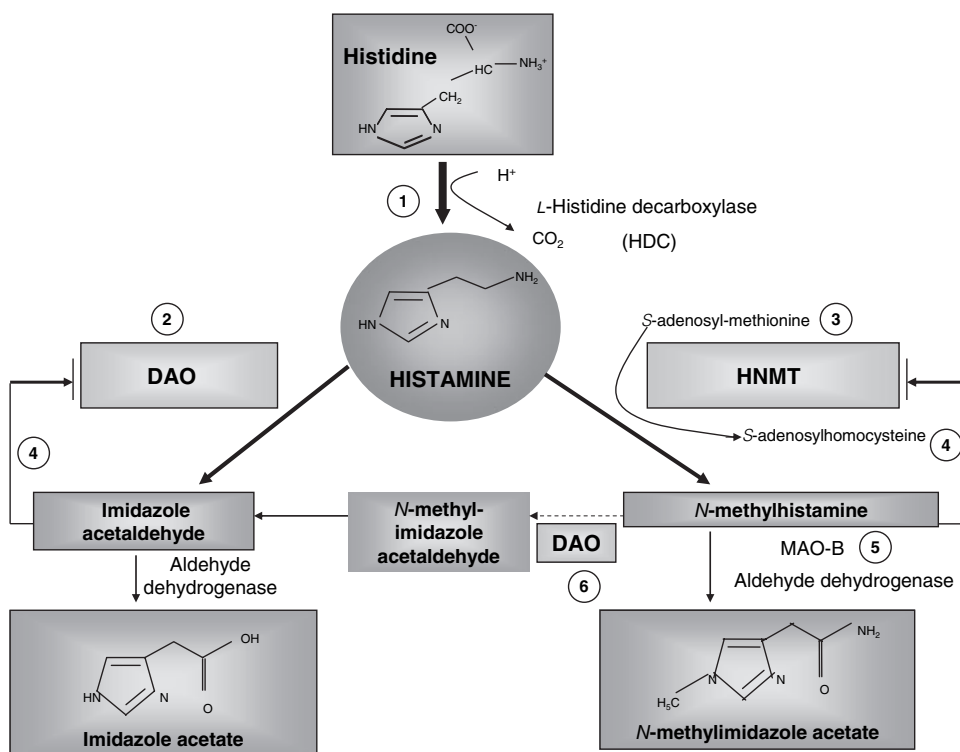 COO-
Histidine
HC
NH3+
CH2
HN
N
H+
1
L-Histidine decarboxylase
CO2
(HDC)
NH2
2
HN
N
S-adenosyl-methionine
3
DAO
HISTAMINE
HNMT
4
S-adenosylhomocysteine
4
Imidazole
acetaldehyde
N-methyl-
imidazole
acetaldehyde
N-methylhistamine
DAO
MAO-B
5
Aldehyde
dehydrogenase
6
Aldehyde dehydrogenase
OH
NH2
HN
N
O
N
N
H5C
O
Imidazole acetate
N-methylimidazole acetate